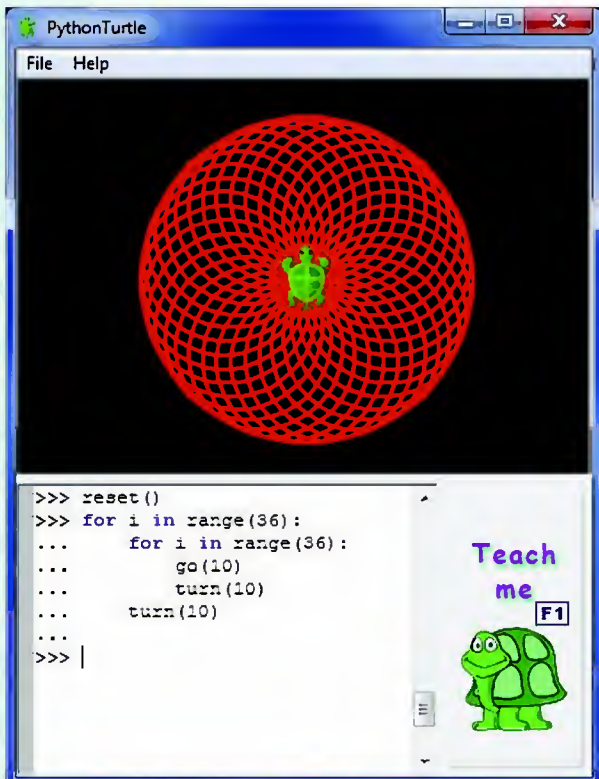 PythonTurtle
File Help
>>> reset()
>>> for i in range(36):
...     for i in range(36):
...         go(10)
...         turn(10)
...     turn(10)
...
>>>
Teach
me
F1